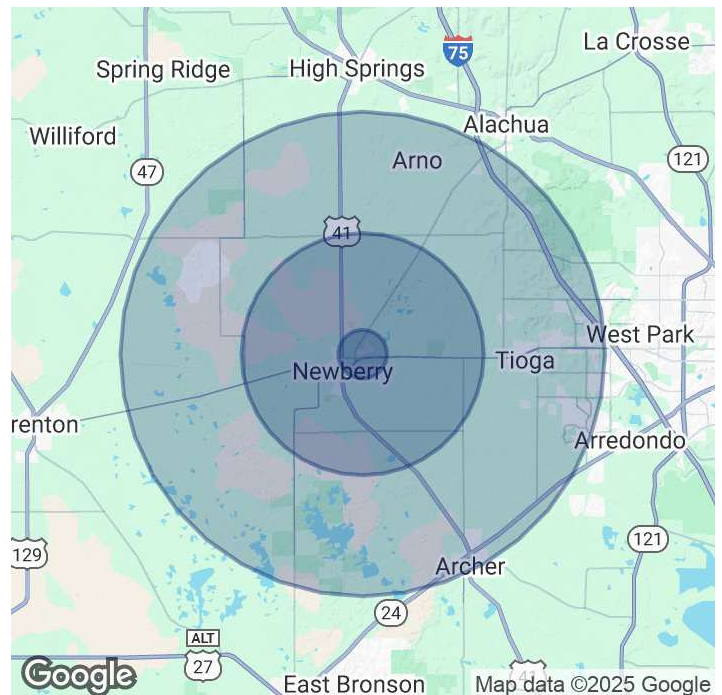 La Crosse
75
Spring Ridge
High Springs
Alachua
Williford
Arno
121
47
41
West Park
Tioga
Newberry
renton
Arredondo
121
129
Archer
24
ALT
27
41
East Bronson
Google
Map data ©2025 Google